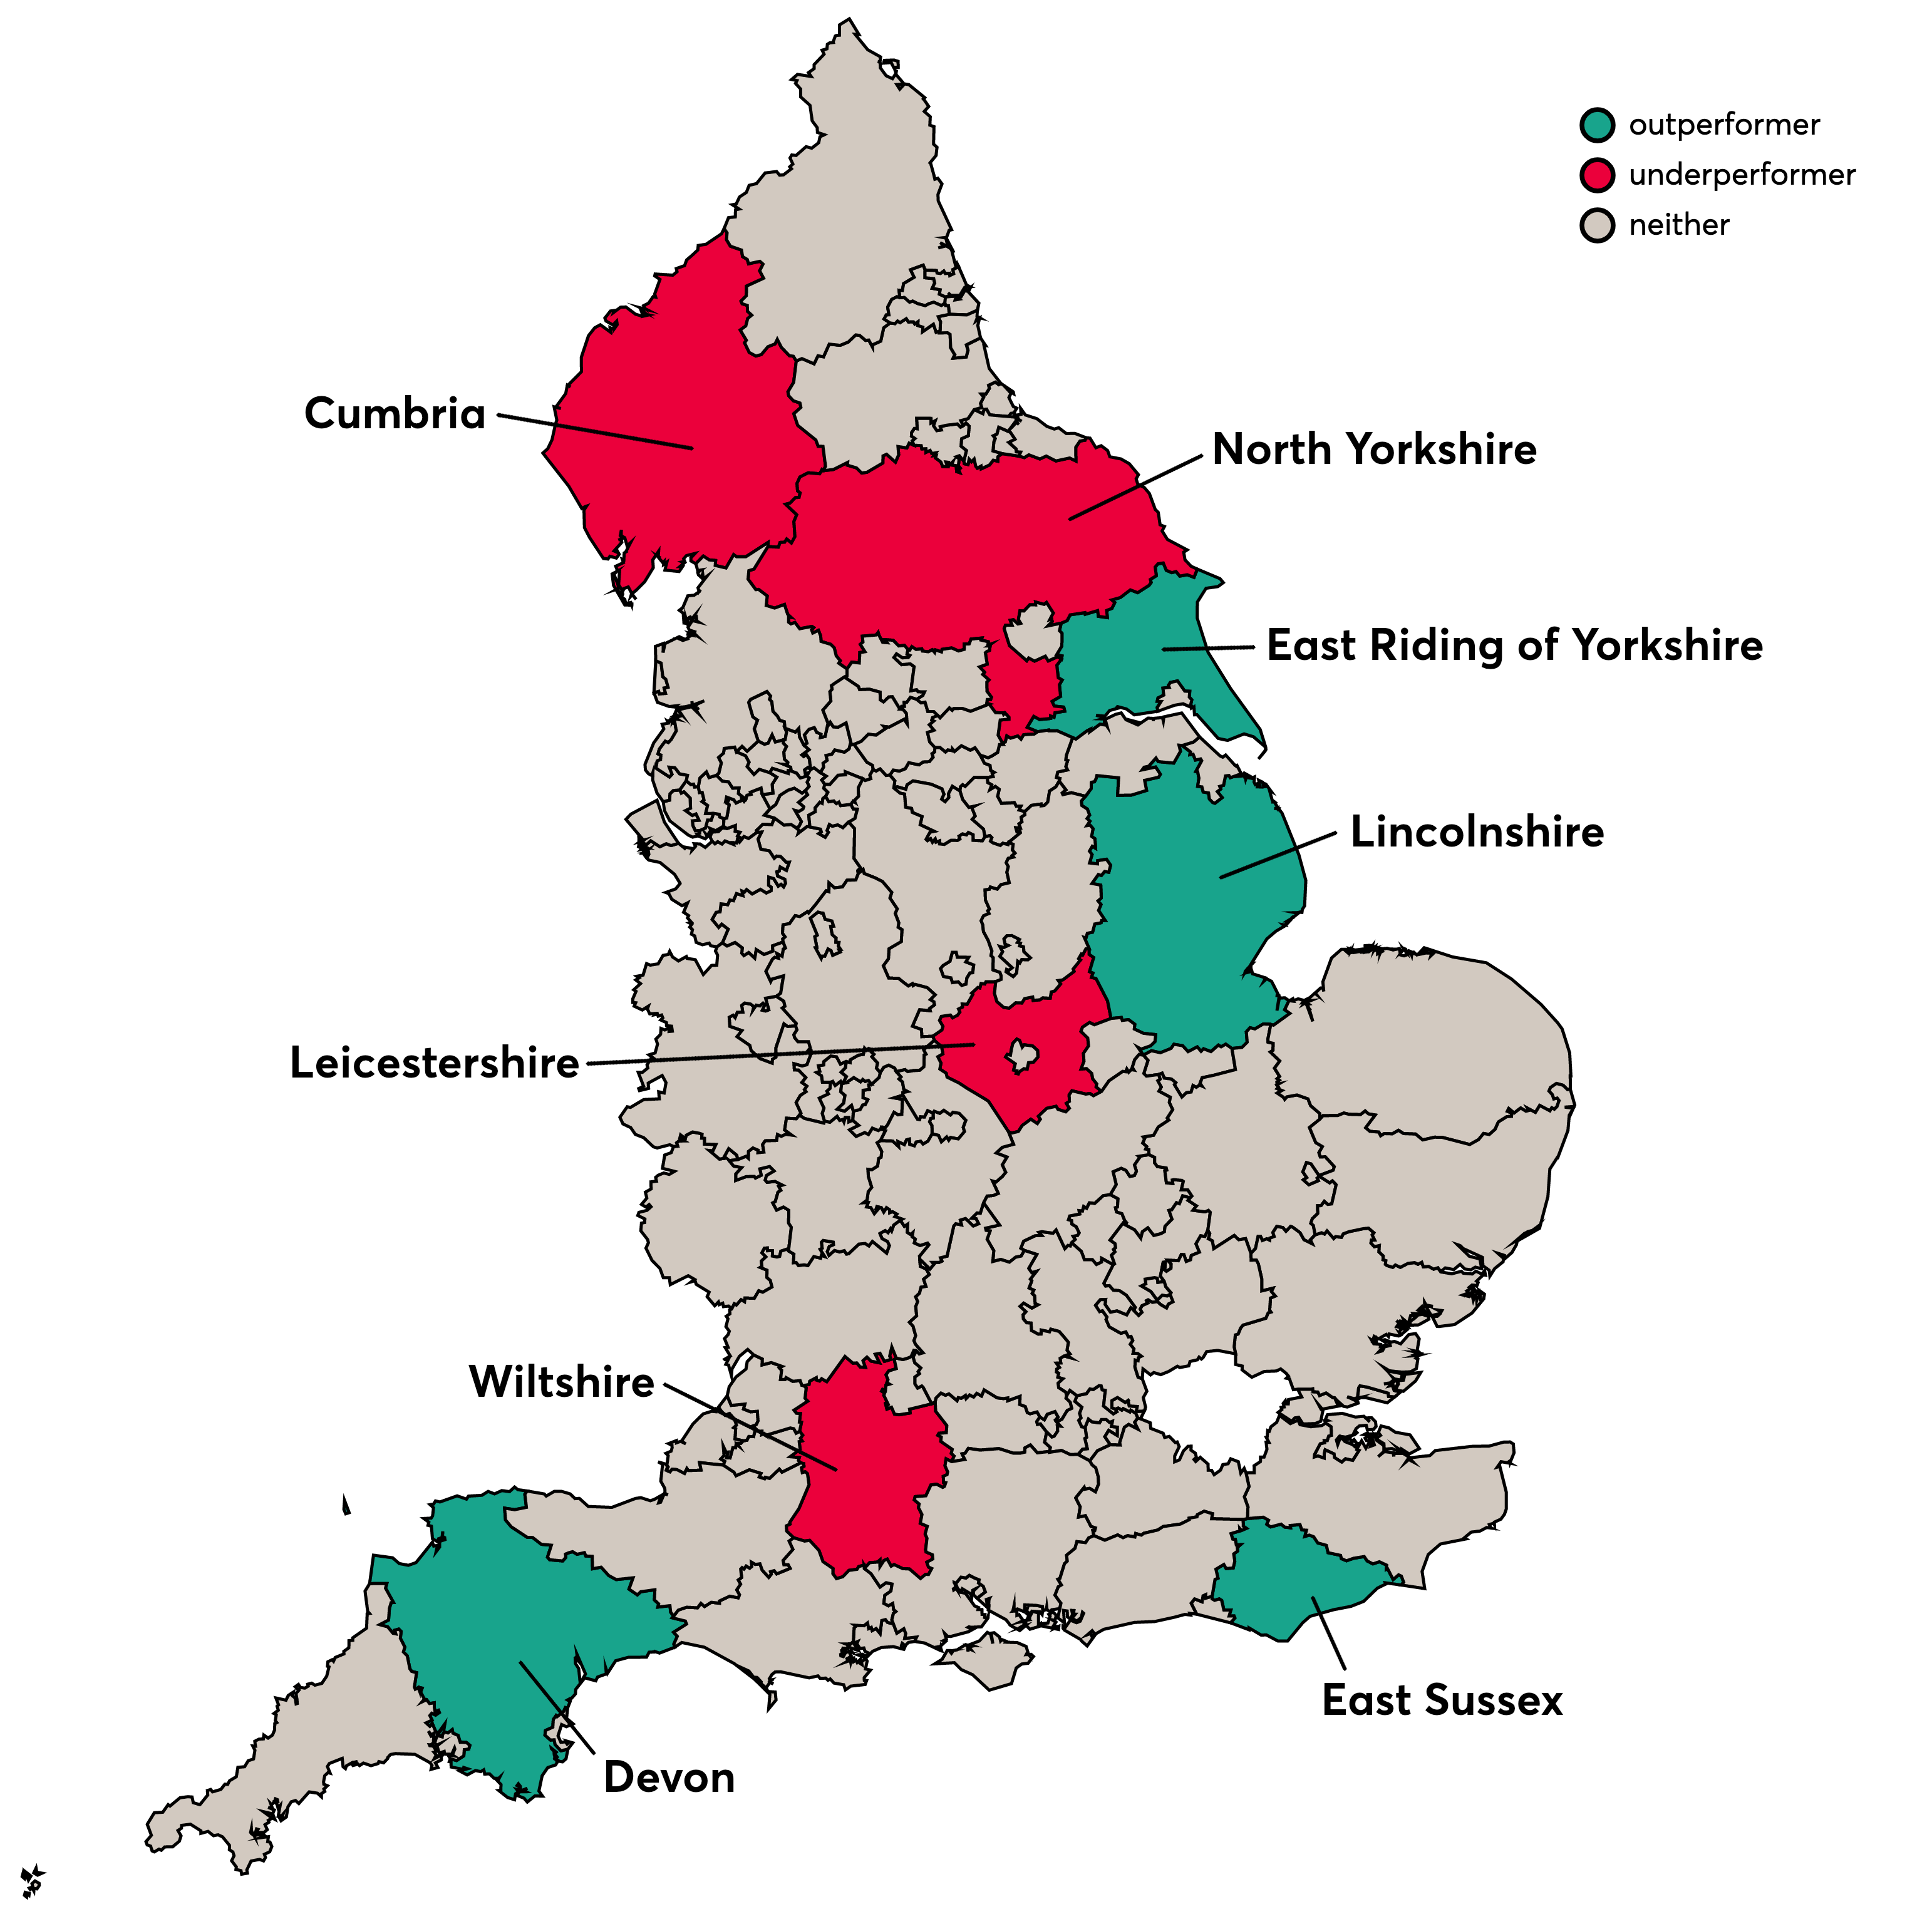 outperformer
underperformer
neither
Cumbria
North Yorkshire
East Riding of Yorkshire
Lincolnshire
Leicestershire
Wiltshire
East Sussex
Devon